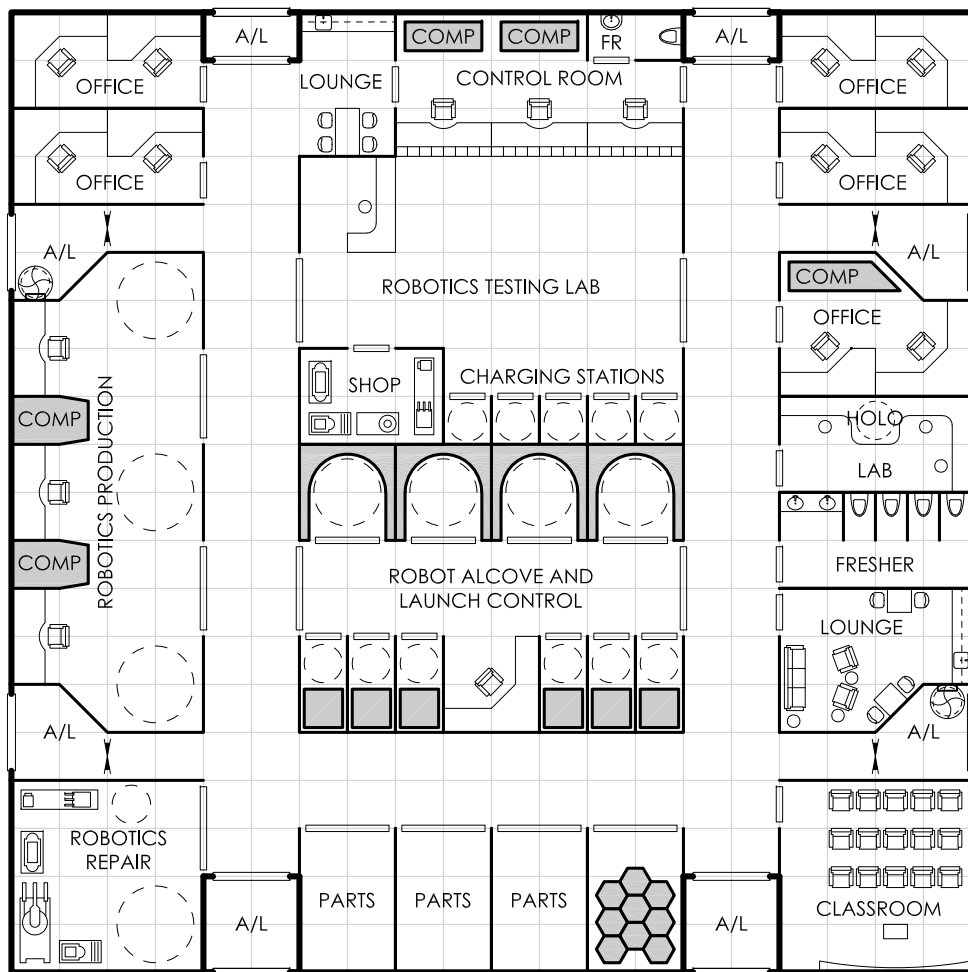 A/L
COMP
COMP
FR
A/L
OFFICE
LOUNGE
CONTROL ROOM
OFFICE
OFFICE
OFFICE
A/L
A/L
COMP
ROBOTICS TESTING LAB
OFFICE
SHOP
CHARGING STATIONS
COMP
ROBOTICS PRODUCTION
HOLO
LAB
COMP
ROBOT ALCOVE AND
LAUNCH CONTROL
FRESHER
LOUNGE
A/L
A/L
ROBOTICS
REPAIR
A/L
PARTS
PARTS
PARTS
A/L
CLASSROOM